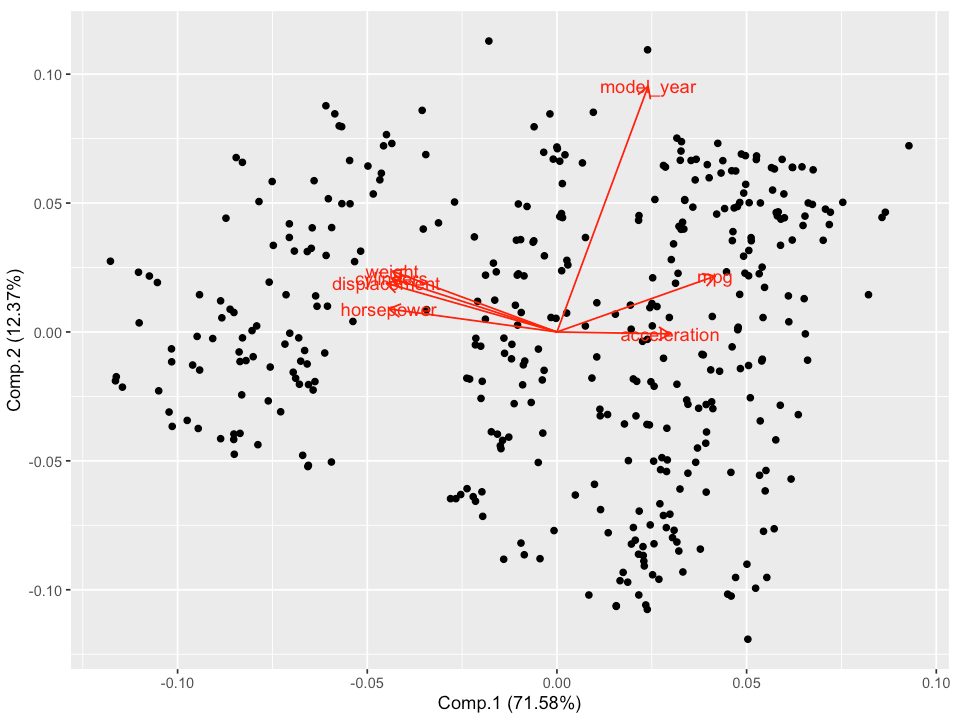 0.10
0.05
0.00
-0.05
-0.10
Comp.2 (12.37%)
model_year
weight
cylinders
displacement
horsepower
mpg
acceleration
-0.10
-0.05
0.00
0.05
0.10
Comp.1 (71.58%)